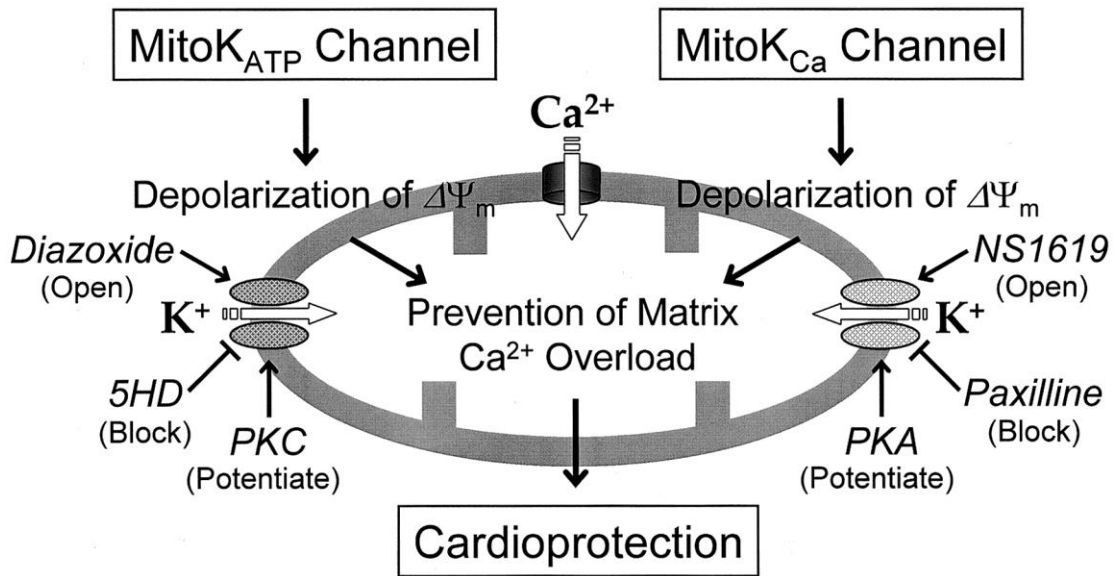 MitoK_ATP Channel
MitoK_Ca Channel
Ca²⁺
Depolarization of ΔΨₘ
Depolarization of ΔΨₘ
Diazoxide
(Open)
NS1619
(Open)
K⁺
K⁺
Prevention of Matrix
Ca²⁺ Overload
5HD
(Block)
PKC
(Potentiate)
PKA
(Potentiate)
Paxilline
(Block)
Cardioprotection